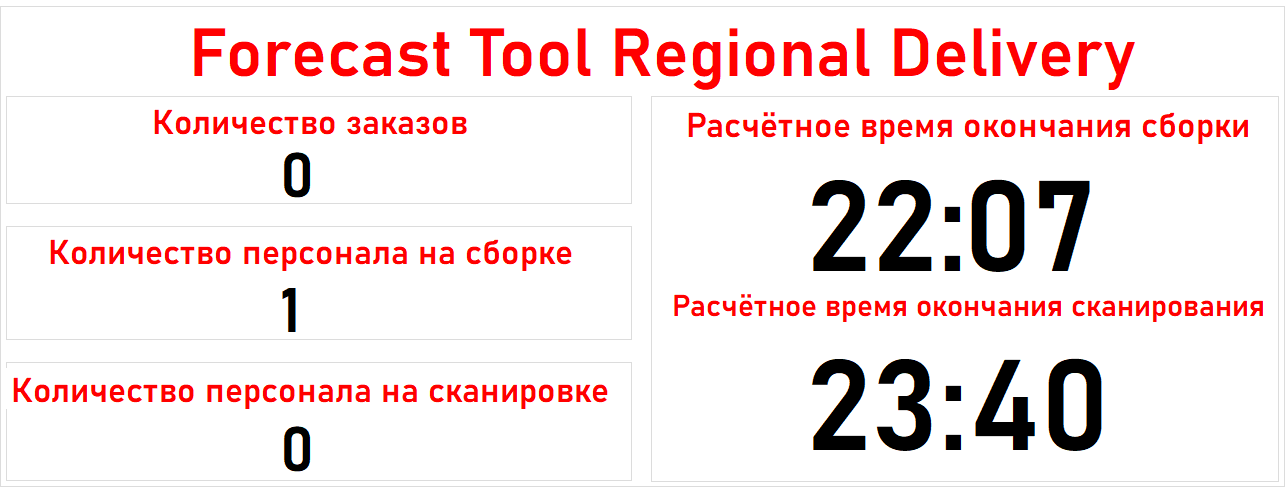 Forecast Tool Regional Delivery
Количество заказов
0
Количество персонала на сборке
1
Количество персонала на сканировке
0
Расчётное время окончания сборки
22:07
Расчётное время окончания сканирования
23:40